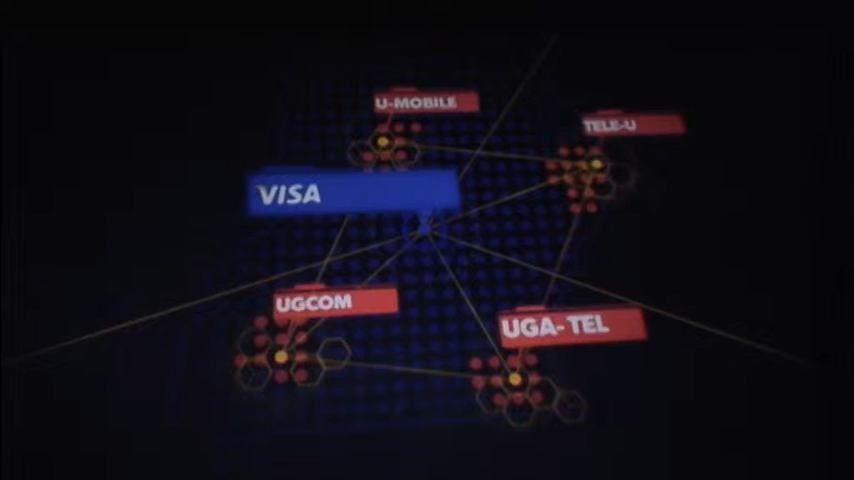 U-MOBILE
TELE-U
VISA
UGCOM
UGA-TEL